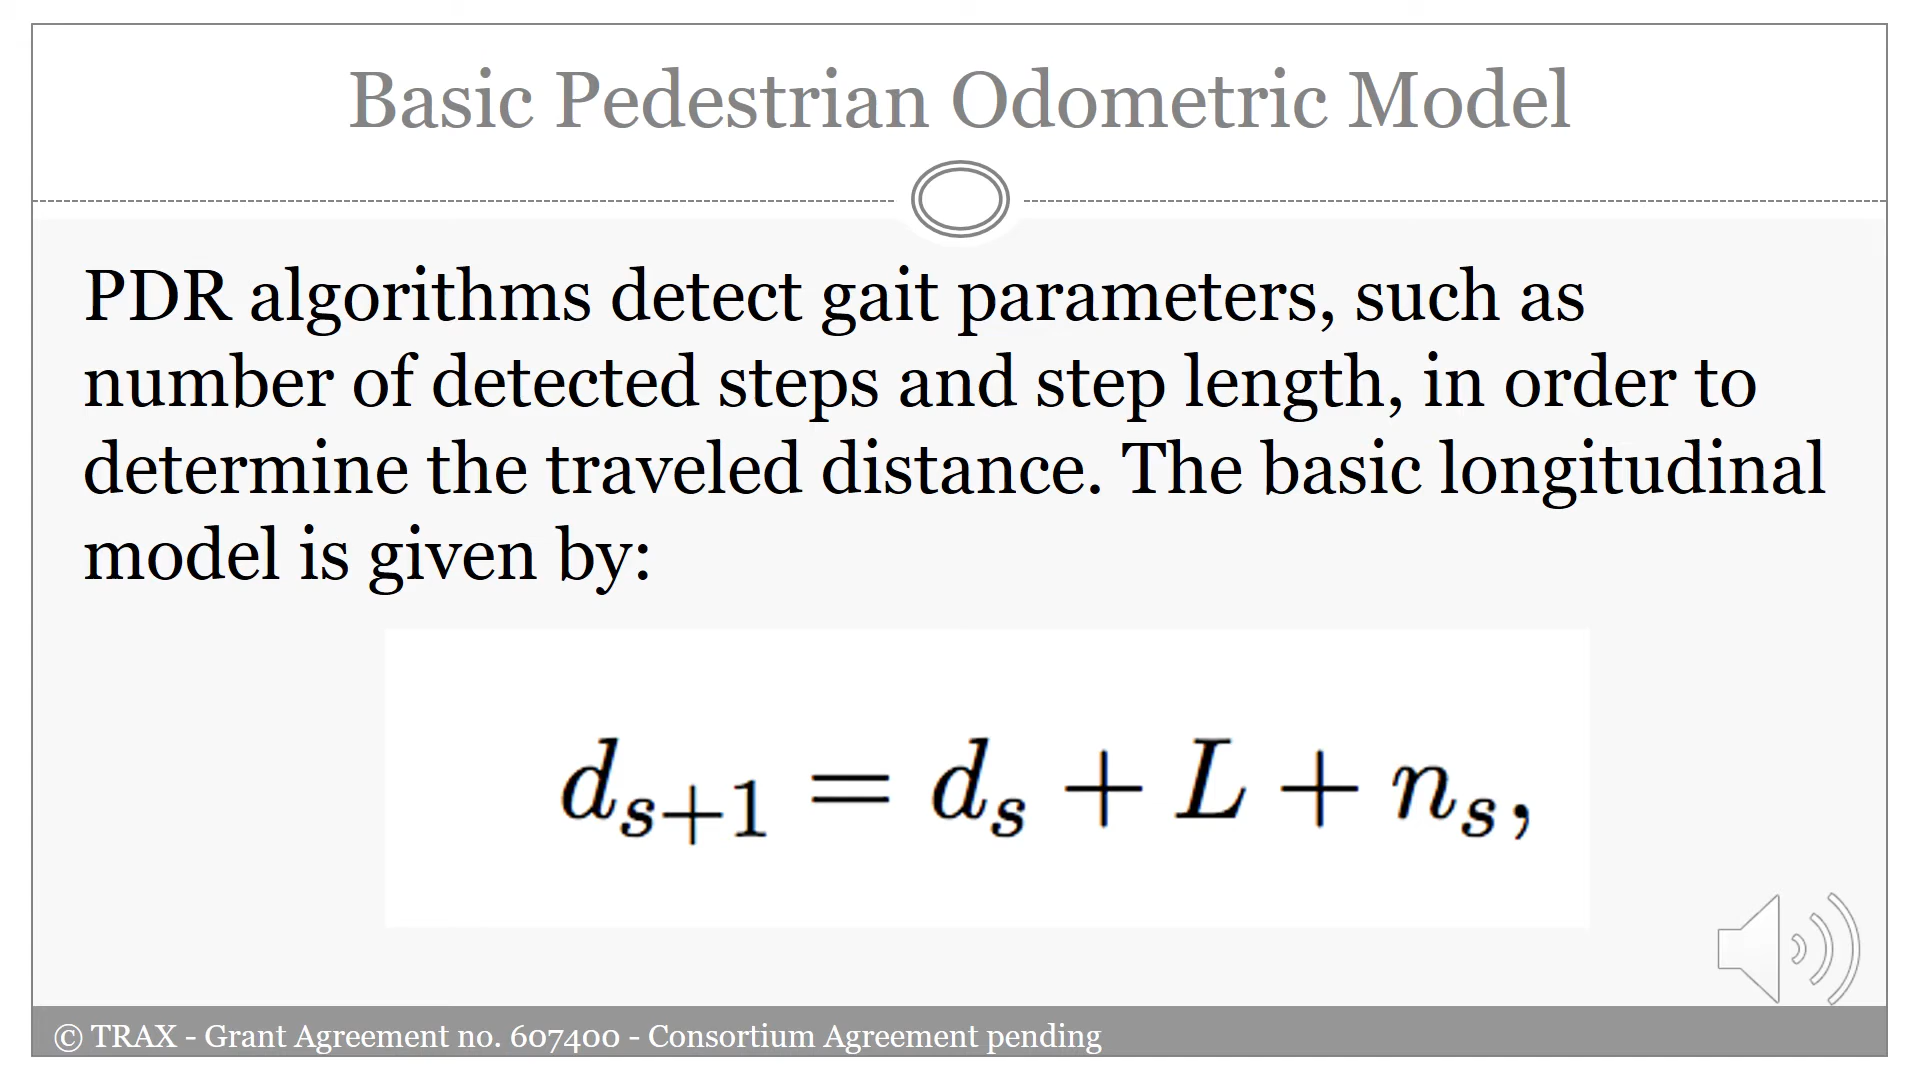 Basic Pedestrian Odometric Model
PDR algorithms detect gait parameters, such as
number of detected steps and step length, in order to
determine the traveled distance. The basic longitudinal
model is given by:
d_{s+1} = d_s + L + n_s,
© TRAX - Grant Agreement no. 607400 - Consortium Agreement pending